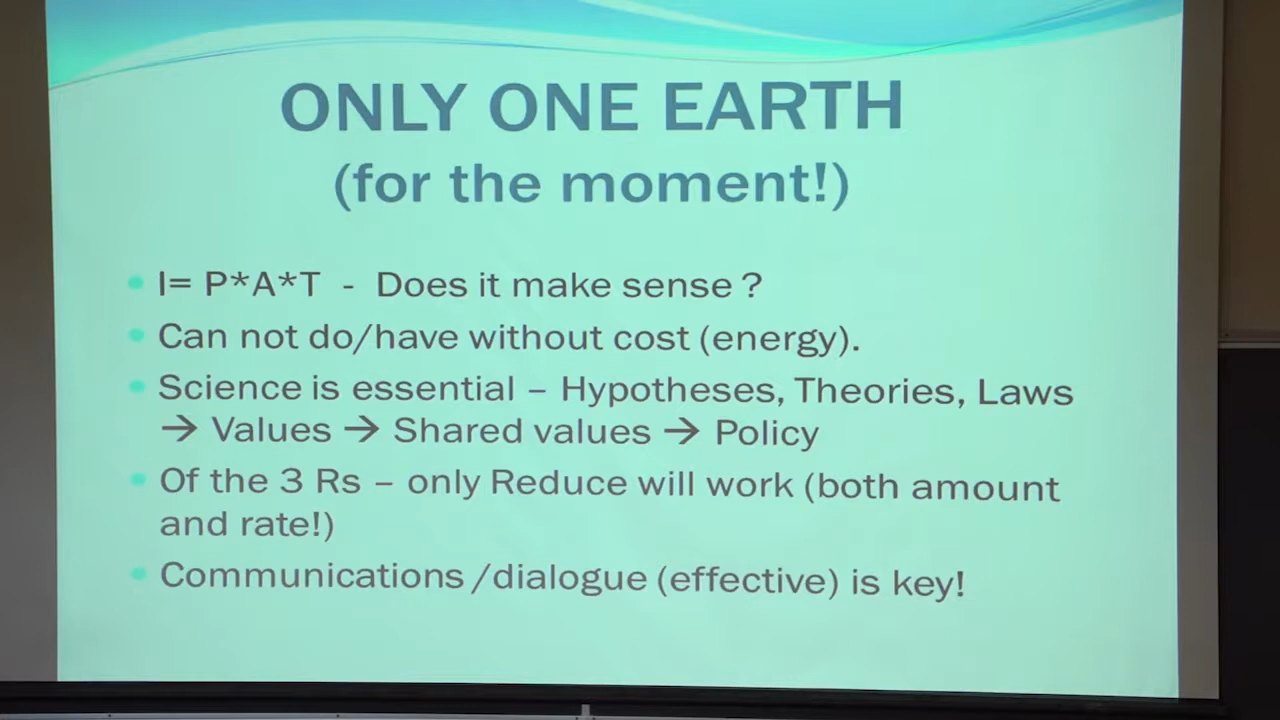 ONLY ONE EARTH
(for the moment!)
I= P*A*T - Does it make sense ?
Can not do/have without cost (energy).
Science is essential – Hypotheses, Theories, Laws
→ Values → Shared values → Policy
Of the 3 Rs – only Reduce will work (both amount
and rate!)
Communications /dialogue (effective) is key!